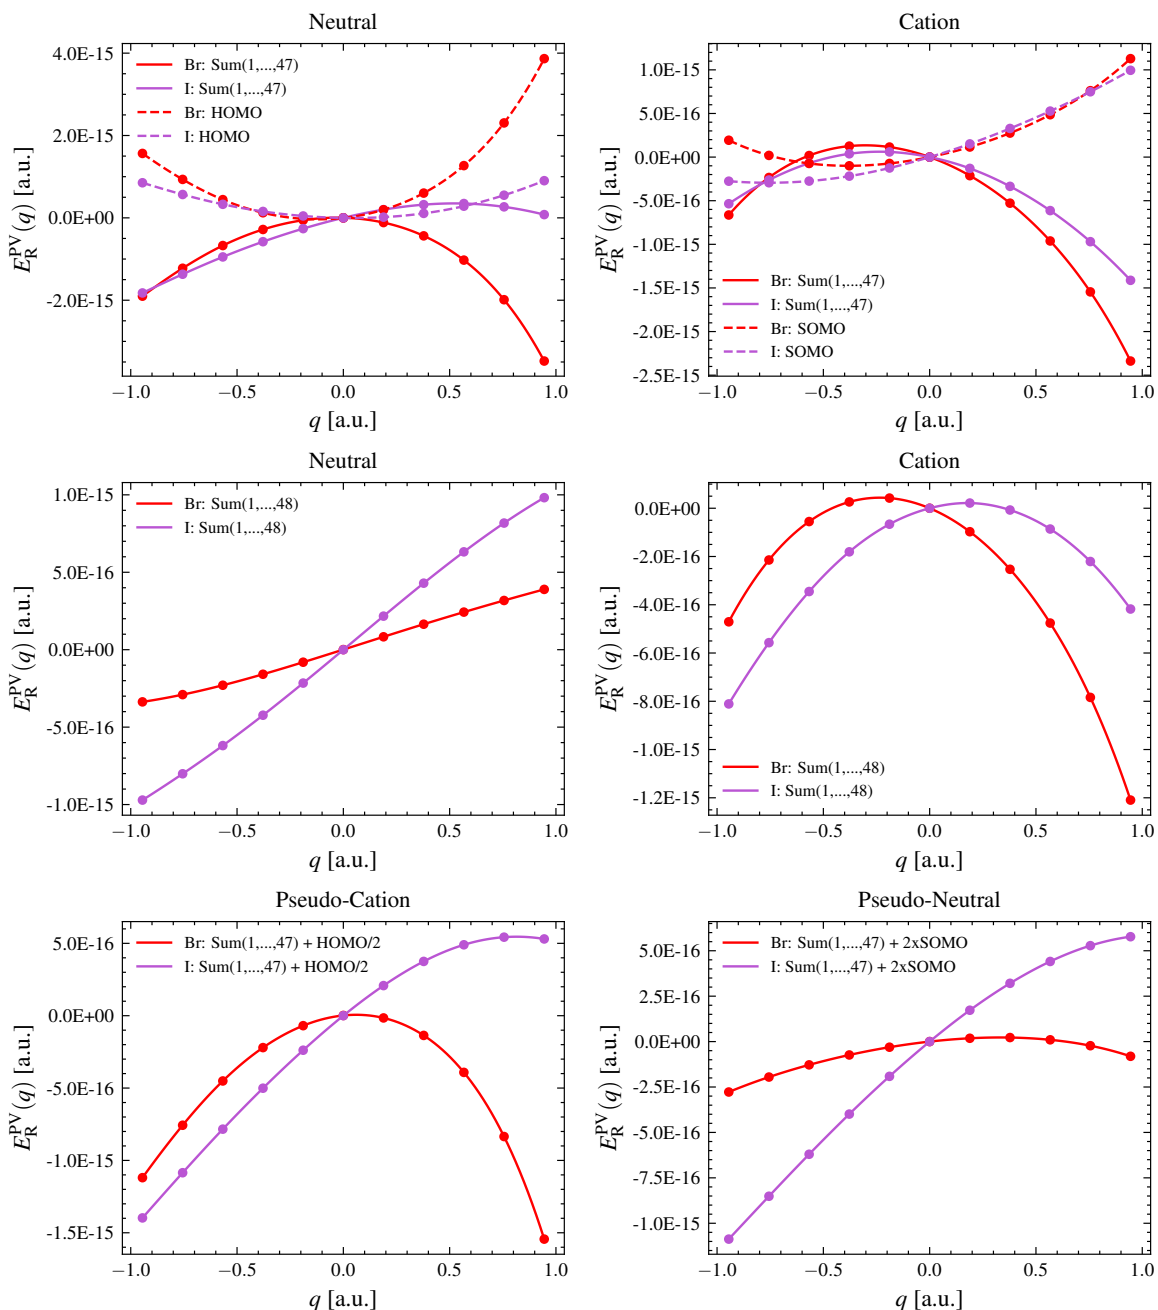 Neutral
4.0E-15
2.0E-15
0.0E+00
-2.0E-15
Br: Sum(1,...,47)
I: Sum(1,...,47)
Br: HOMO
I: HOMO
−1.0 −0.5 0.0 0.5 1.0
q [a.u.]
E_R^PV(q) [a.u.]
Cation
1.0E-15
5.0E-16
0.0E+00
-5.0E-16
-1.0E-15
-1.5E-15
-2.0E-15
-2.5E-15
Br: Sum(1,...,47)
I: Sum(1,...,47)
Br: SOMO
I: SOMO
−1.0 −0.5 0.0 0.5 1.0
q [a.u.]
E_R^PV(q) [a.u.]
Neutral
1.0E-15
5.0E-16
0.0E+00
-5.0E-16
-1.0E-15
Br: Sum(1,...,48)
I: Sum(1,...,48)
−1.0 −0.5 0.0 0.5 1.0
q [a.u.]
E_R^PV(q) [a.u.]
Cation
0.0E+00
-2.0E-16
-4.0E-16
-6.0E-16
-8.0E-16
-1.0E-15
-1.2E-15
Br: Sum(1,...,48)
I: Sum(1,...,48)
−1.0 −0.5 0.0 0.5 1.0
q [a.u.]
E_R^PV(q) [a.u.]
Pseudo-Cation
5.0E-16
0.0E+00
-5.0E-16
-1.0E-15
-1.5E-15
Br: Sum(1,...,47) + HOMO/2
I: Sum(1,...,47) + HOMO/2
−1.0 −0.5 0.0 0.5 1.0
q [a.u.]
E_R^PV(q) [a.u.]
Pseudo-Neutral
5.0E-16
2.5E-16
0.0E+00
-2.5E-16
-5.0E-16
-7.5E-16
-1.0E-15
Br: Sum(1,...,47) + 2xSOMO
I: Sum(1,...,47) + 2xSOMO
−1.0 −0.5 0.0 0.5 1.0
q [a.u.]
E_R^PV(q) [a.u.]